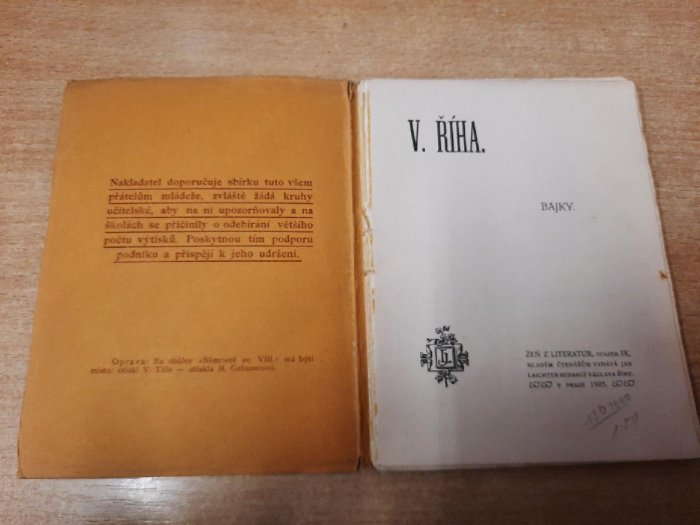 Nakladatel doporučuje sbírku tuto všem
přátelům mládeže, zvláště žádá kruhy
učitelské, aby na ni upozorňovaly a na
školách se přičinily o odebírání většího
počtu výtisků. Poskytnou tím podporu
podniku a přispějí k jeho udržení.
Oprava: Na obálce »Němcové sv. VIII.« má býti
místo: otiskl V. Tille — otiskla M. Gebauerová.
V. ŘÍHA.
BAJKY.
ŽEŇ Z LITERATUR, SVAZEK IX.
MLADÝM ČTENÁŘŮM VYDÁVÁ JAN
LAICHTER REDAKCÍ VÁCLAVA ŘÍHY.
V PRAZE 1905.